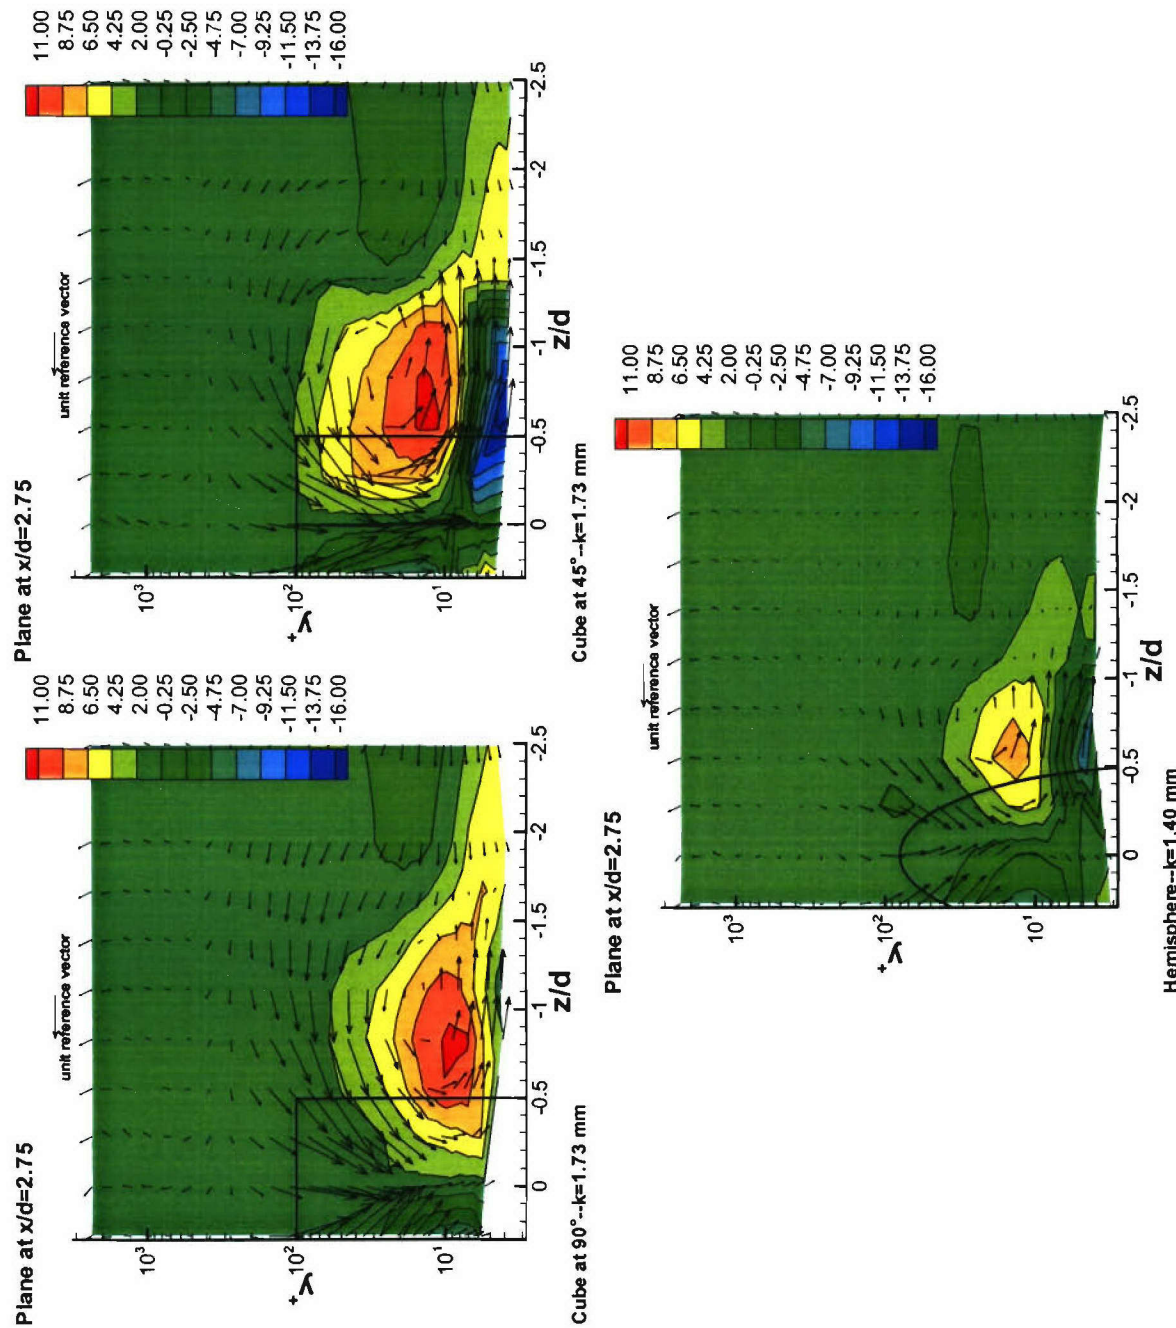 Plane at x/d=2.75
unit reference vector
11.00
8.75
6.50
4.25
2.00
-0.25
-2.50
-4.75
-7.00
-9.25
-11.50
-13.75
-16.00
10³
10²
y⁺
10¹
0 -0.5 -1 -1.5 -2 -2.5
z/d
Cube at 90°--k=1.73 mm
Plane at x/d=2.75
unit reference vector
11.00
8.75
6.50
4.25
2.00
-0.25
-2.50
-4.75
-7.00
-9.25
-11.50
-13.75
-16.00
10³
10²
y⁺
10¹
0 -0.5 -1 -1.5 -2 -2.5
z/d
Cube at 45°--k=1.73 mm
Plane at x/d=2.75
unit reference vector
11.00
8.75
6.50
4.25
2.00
-0.25
-2.50
-4.75
-7.00
-9.25
-11.50
-13.75
-16.00
10³
10²
y⁺
10¹
0 -0.5 -1 -1.5 -2 -2.5
z/d
Hemisphere--k=1.40 mm